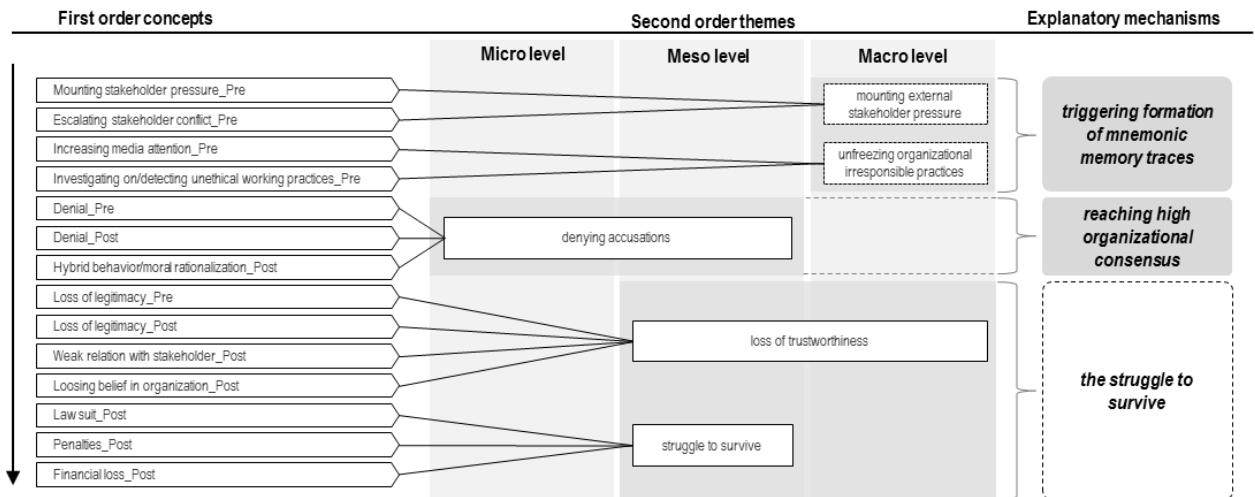 First order concepts
Second order themes
Explanatory mechanisms
Micro level
Meso level
Macro level
Mounting stakeholder pressure_Pre
Escalating stakeholder conflict_Pre
Increasing media attention_Pre
Investigating on/detecting unethical working practices_Pre
Denial_Pre
Denial_Post
Hybrid behavior/moral rationalization_Post
Loss of legitimacy_Pre
Loss of legitimacy_Post
Weak relation with stakeholder_Post
Loosing belief in organization_Post
Law suit_Post
Penalties_Post
Financial loss_Post
mounting external
stakeholder pressure
unfreezing organizational
irresponsible practices
denying accusations
loss of trustworthiness
struggle to survive
triggering formation
of mnemonic
memory traces
reaching high
organizational
consensus
the struggle to
survive